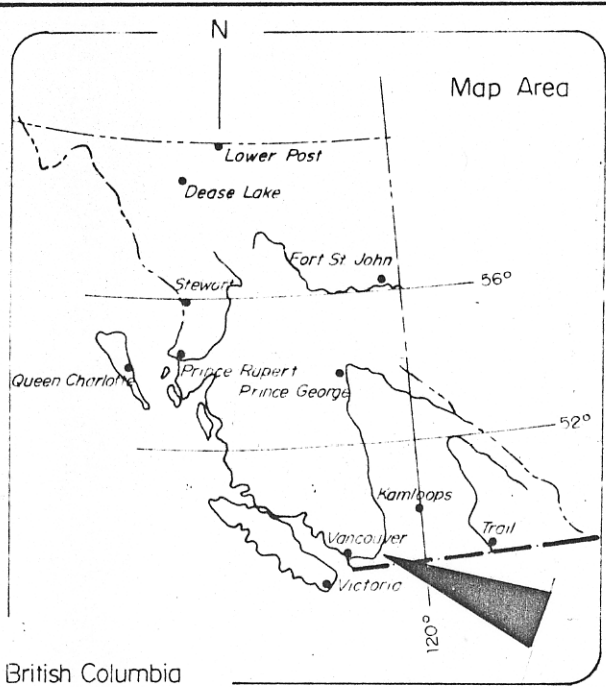 N
Map Area
Lower Post
Dease Lake
Fort St John
56°
Stewart
Queen Charlotte
Prince Rupert
Prince George
52°
Kamloops
Vancouver
Trail
Victoria
120°
British Columbia